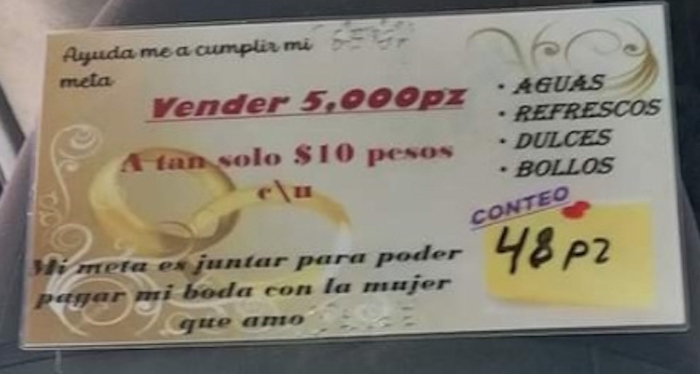 Ayuda me a cumplir mi
meta
Vender 5,000pz
A tan solo $10 pesos
c\u
Mi meta es juntar para poder
pagar mi boda con la mujer
que amo
• AGUAS
• REFRESCOS
• DULCES
• BOLLOS
CONTEO
48 PZ